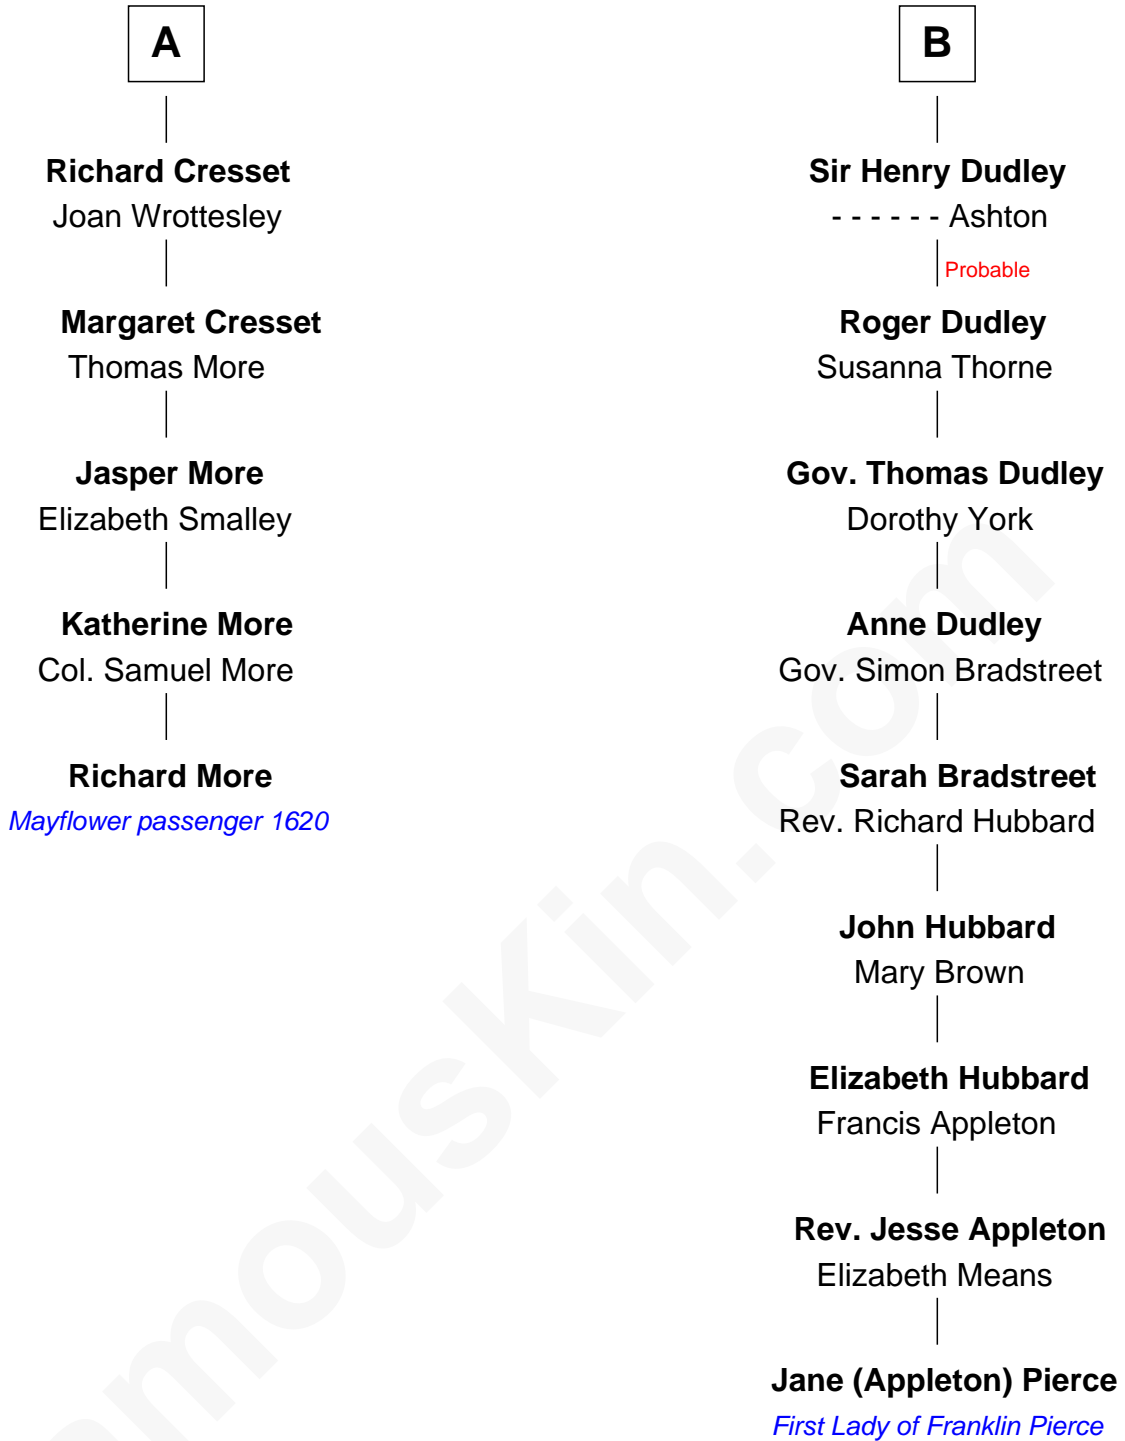 A
Richard Cresset
Joan Wrottesley
Margaret Cresset
Thomas More
Jasper More
Elizabeth Smalley
Katherine More
Col. Samuel More
Richard More
Mayflower passenger 1620
B
Sir Henry Dudley
- - - - - - Ashton
Probable
Roger Dudley
Susanna Thorne
Gov. Thomas Dudley
Dorothy York
Anne Dudley
Gov. Simon Bradstreet
Sarah Bradstreet
Rev. Richard Hubbard
John Hubbard
Mary Brown
Elizabeth Hubbard
Francis Appleton
Rev. Jesse Appleton
Elizabeth Means
Jane (Appleton) Pierce
First Lady of Franklin Pierce
amouskin.com